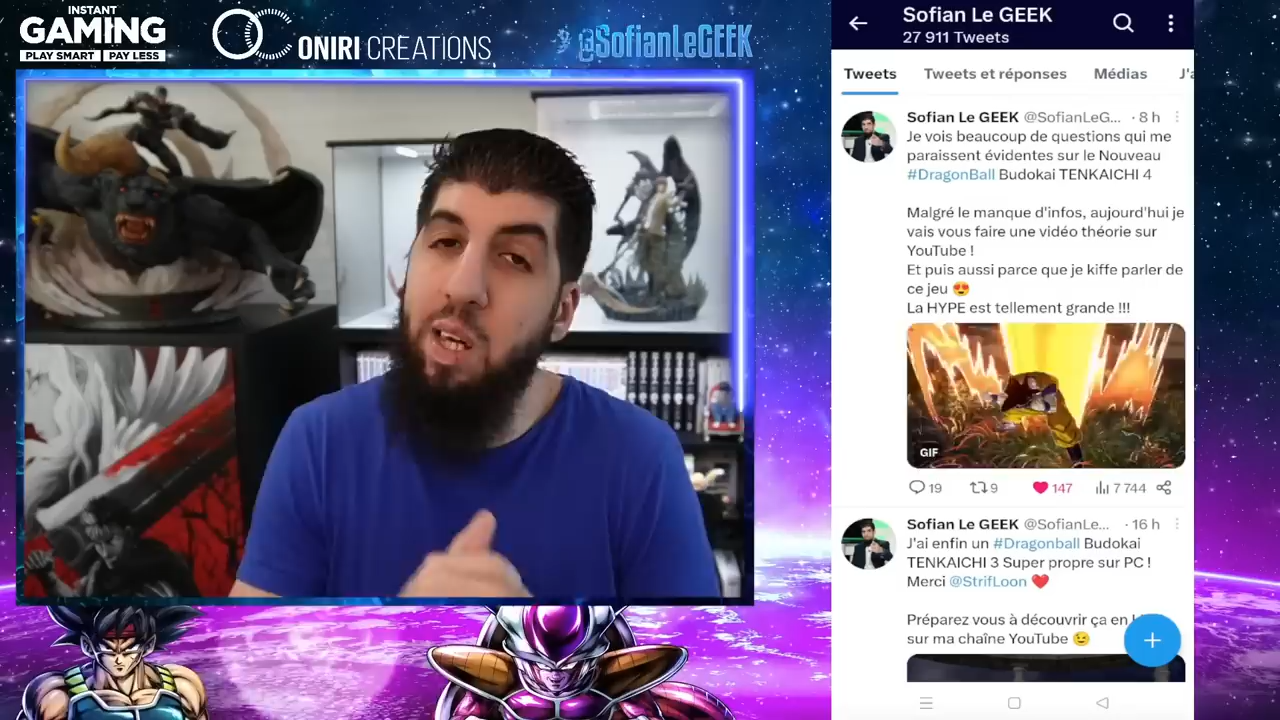 INSTANT
GAMING
PLAY SMART PAY LESS
ONIRI CREATIONS
@SofianLeGEEK
Sofian Le GEEK
27 911 Tweets
Tweets
Tweets et réponses
Médias
J'a
Sofian Le GEEK @SofianLeG... · 8 h
Je vois beaucoup de questions qui me
paraissent évidentes sur le Nouveau
#DragonBall Budokai TENKAICHI 4
Malgré le manque d'infos, aujourd'hui je
vais vous faire une vidéo théorie sur
YouTube !
Et puis aussi parce que je kiffe parler de
ce jeu 😍
La HYPE est tellement grande !!!
GIF
19 9 147 7 744
Sofian Le GEEK @SofianLe... · 16 h
J'ai enfin un #Dragonball Budokai
TENKAICHI 3 Super propre sur PC !
Merci @StrifLoon ❤️
Préparez vous à découvrir ça en
sur ma chaîne YouTube 😉